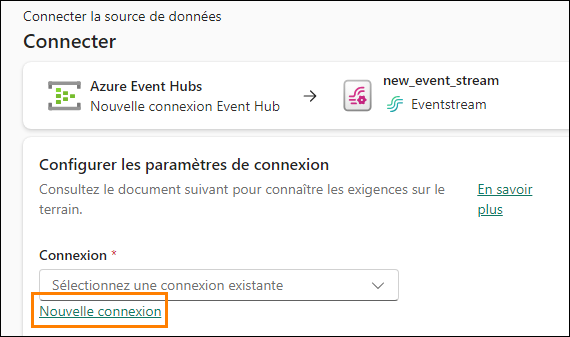 Connecter la source de données
Connecter
Azure Event Hubs
Nouvelle connexion Event Hub
new_event_stream
Eventstream
Configurer les paramètres de connexion
Consultez le document suivant pour connaître les exigences sur le
terrain.
En savoir
plus
Connexion *
Sélectionnez une connexion existante
Nouvelle connexion